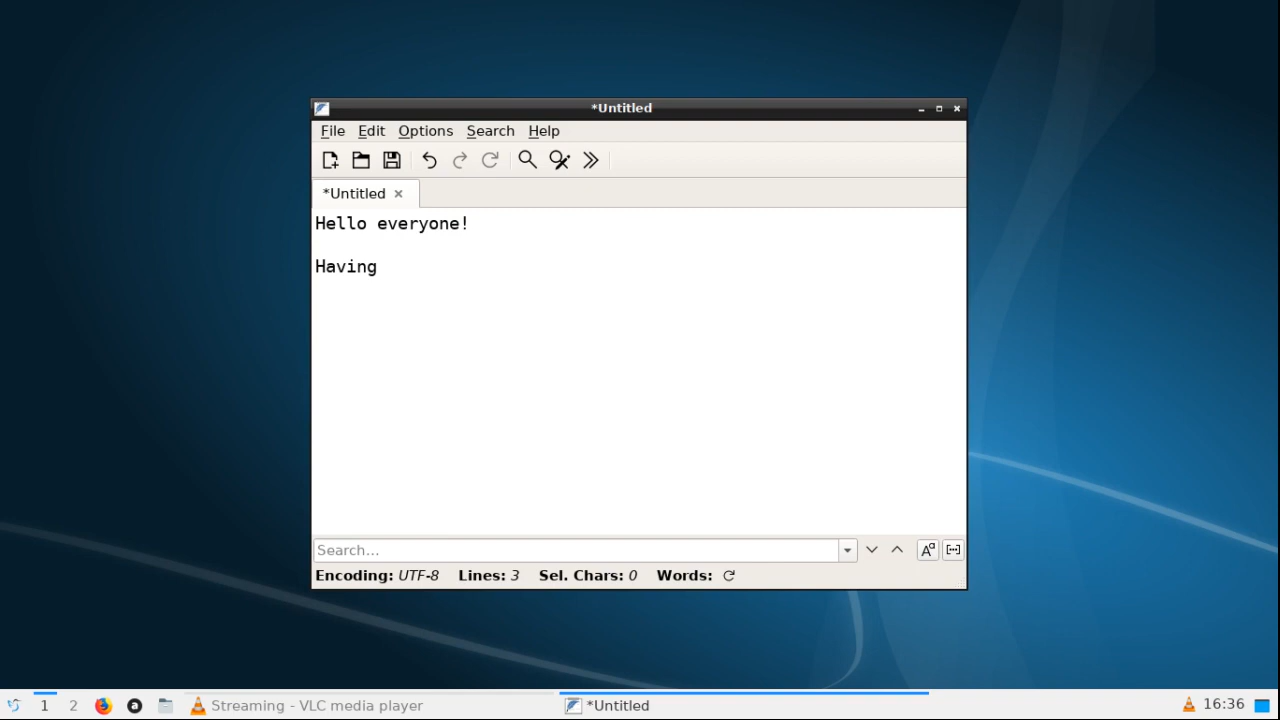 *Untitled
File Edit Options Search Help
*Untitled
Hello everyone!
Having
Search...
Encoding: UTF-8 Lines: 3 Sel. Chars: 0 Words:
1 2 Streaming - VLC media player *Untitled 16:36